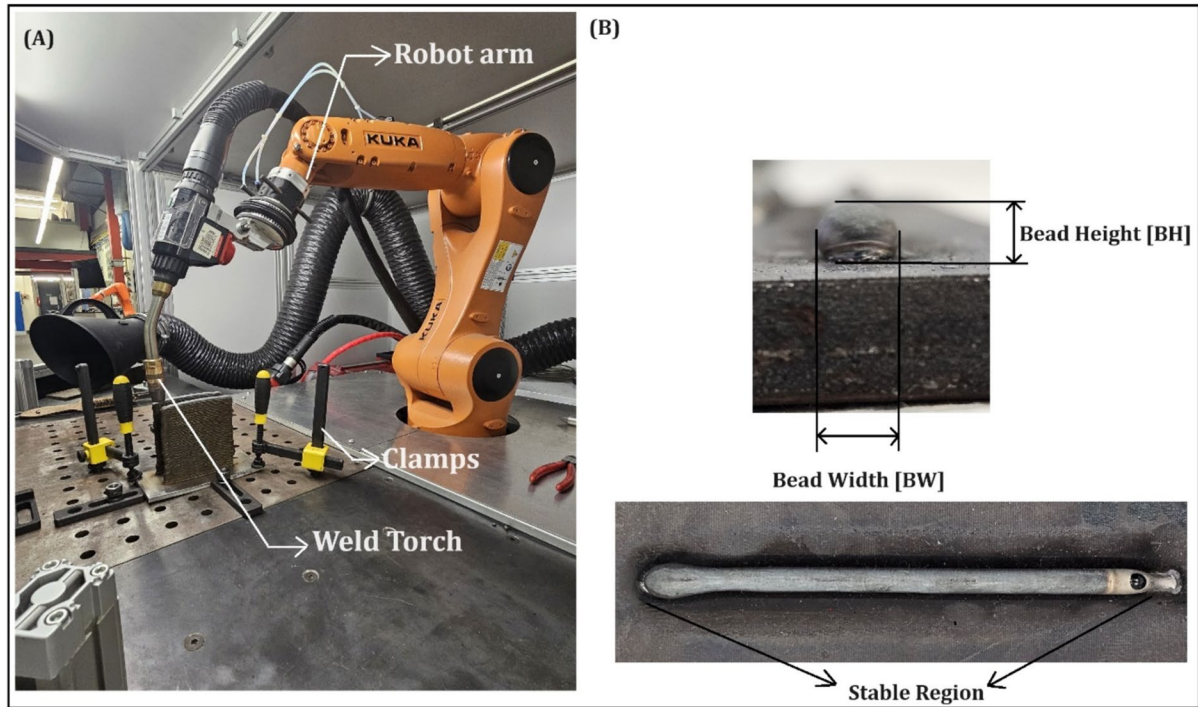 (A)
Robot arm
KUKA
KUKA
Clamps
Weld Torch
(B)
Bead Height [BH]
Bead Width [BW]
Stable Region